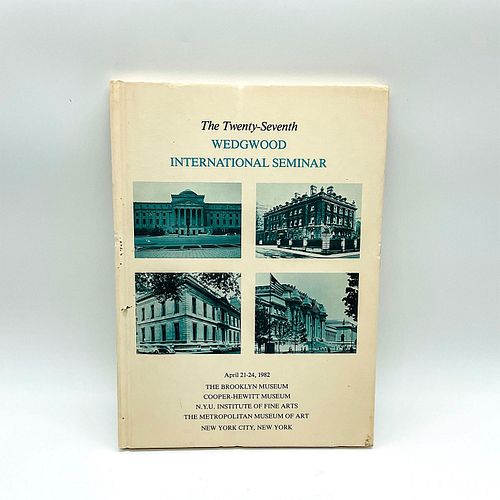 The Twenty-Seventh
WEDGWOOD
INTERNATIONAL SEMINAR
April 21-24, 1982
THE BROOKLYN MUSEUM
COOPER-HEWITT MUSEUM
N.Y.U. INSTITUTE OF FINE ARTS
THE METROPOLITAN MUSEUM OF ART
NEW YORK CITY, NEW YORK